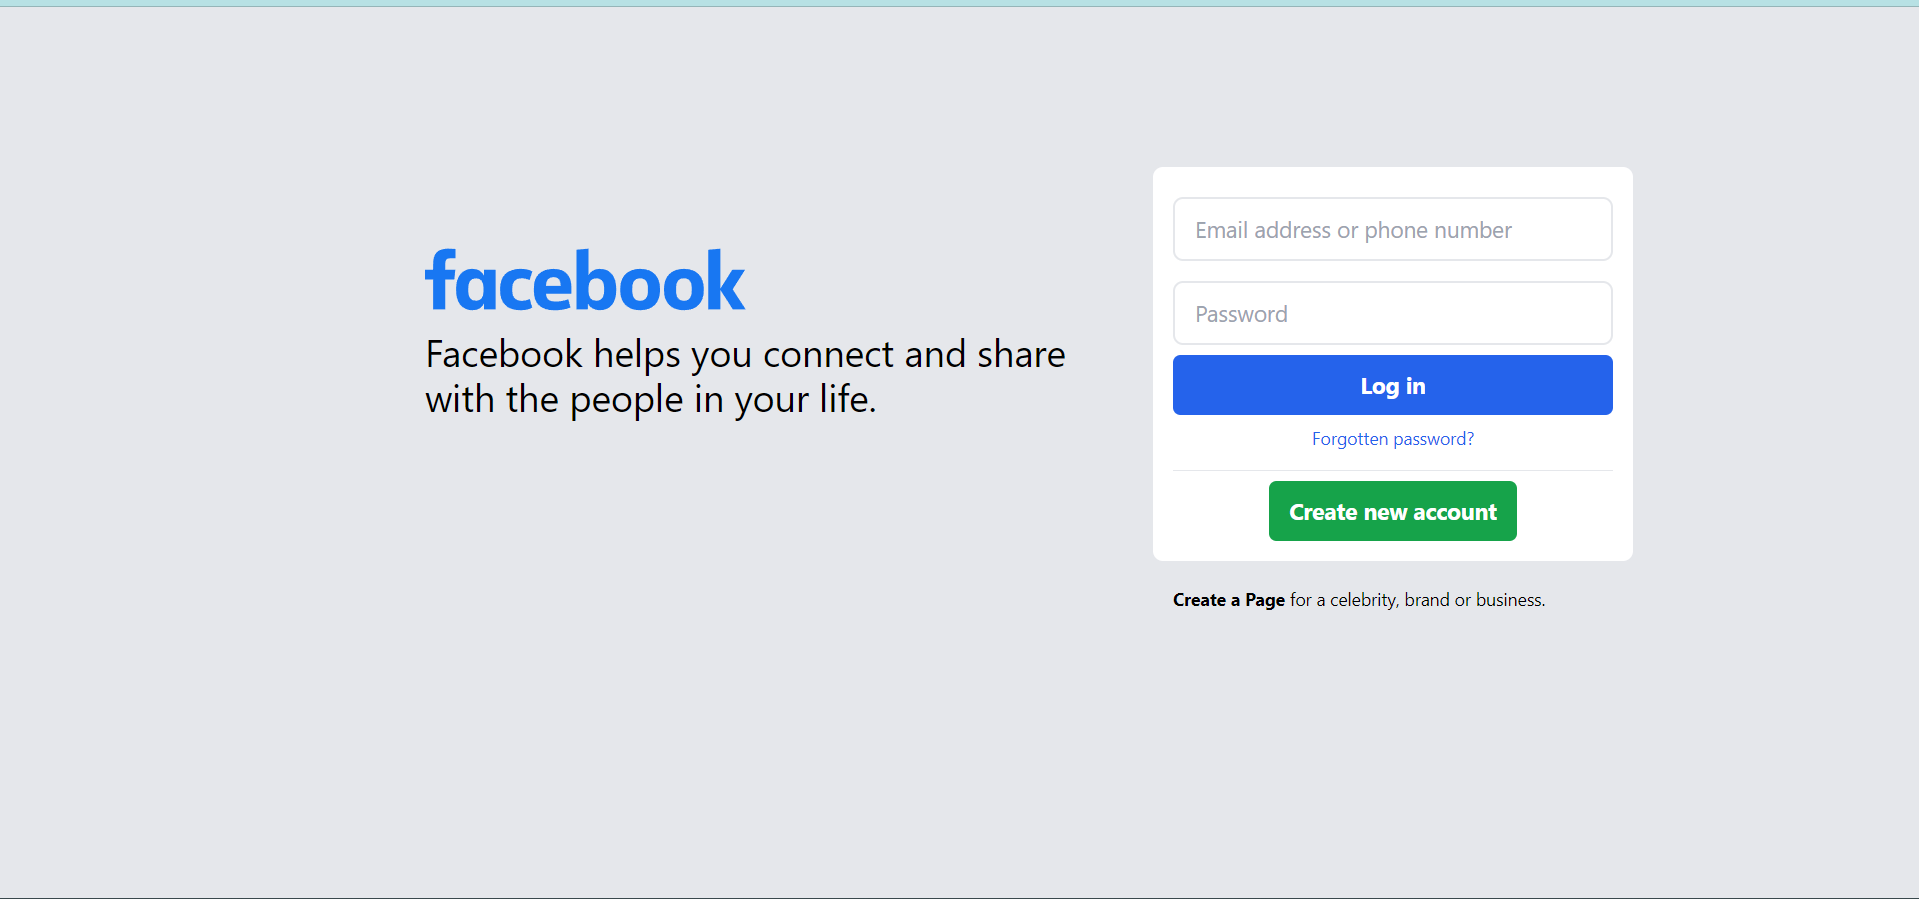 facebook
Facebook helps you connect and share
with the people in your life.
Email address or phone number
Password
Log in
Forgotten password?
Create new account
Create a Page for a celebrity, brand or business.